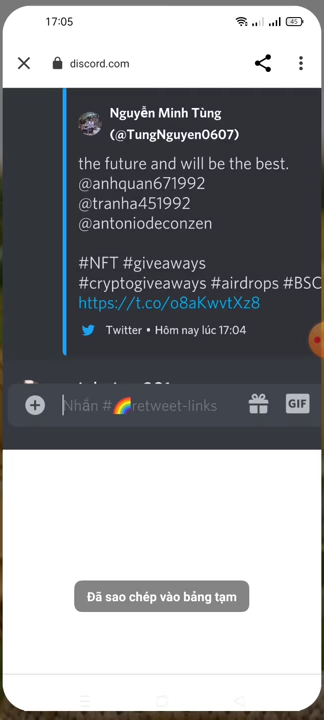 17:05
45
discord.com
Nguyễn Minh Tùng
(@TungNguyen0607)
the future and will be the best.
@anhquan671992
@tranha451992
@antoniodeconzen
#NFT #giveaways
#cryptogiveaways #airdrops #BSC
https://t.co/o8aKwvtXz8
Twitter • Hôm nay lúc 17:04
Nhắn #🌈retweet-links
GIF
Đã sao chép vào bảng tạm